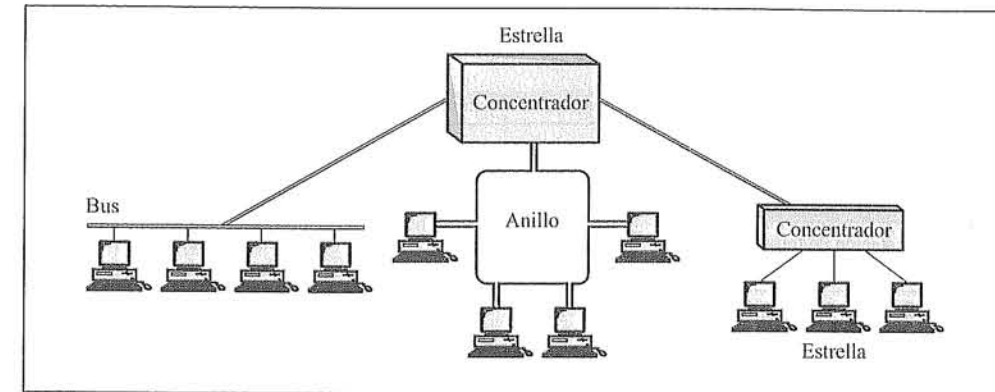 Estrella
Concentrador
Bus
Anillo
Concentrador
Estrella